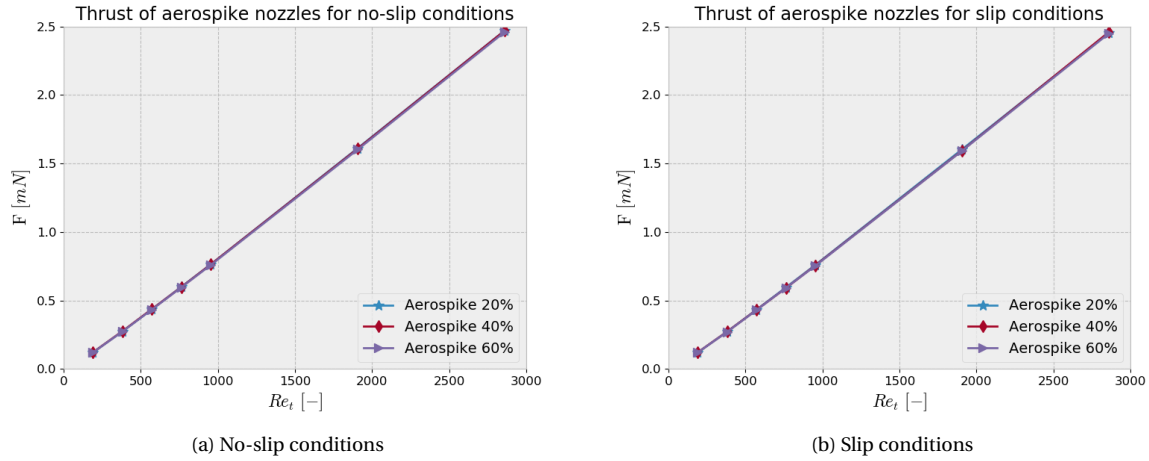 Thrust of aerospike nozzles for no-slip conditions
2.5
2.0
1.5
1.0
0.5
0.0
F [mN]
0 500 1000 1500 2000 2500 3000
Re_t [−]
Aerospike 20%
Aerospike 40%
Aerospike 60%
(a) No-slip conditions
Thrust of aerospike nozzles for slip conditions
2.5
2.0
1.5
1.0
0.5
0.0
F [mN]
0 500 1000 1500 2000 2500 3000
Re_t [−]
Aerospike 20%
Aerospike 40%
Aerospike 60%
(b) Slip conditions